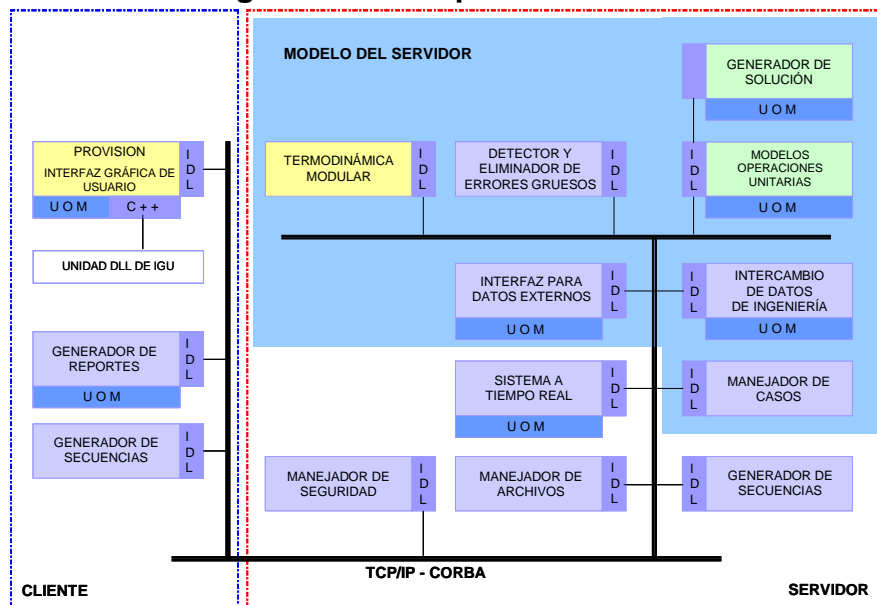 MODELO DEL SERVIDOR
GENERADOR DE
SOLUCIÓN
U O M
PROVISION
INTERFAZ GRÁFICA DE
USUARIO
I
D
L
U O M
C + +
UNIDAD DLL DE IGU
TERMODINÁMICA
MODULAR
I
D
L
DETECTOR Y
ELIMINADOR DE
ERRORES GRUESOS
I
D
L
I
D
L
MODELOS
OPERACIONES
UNITARIAS
U O M
INTERFAZ PARA
DATOS EXTERNOS
I
D
L
U O M
I
D
L
INTERCAMBIO
DE DATOS
DE INGENIERÍA
U O M
GENERADOR DE
REPORTES
I
D
L
U O M
SISTEMA A
TIEMPO REAL
I
D
L
U O M
I
D
L
MANEJADOR DE
CASOS
GENERADOR DE
SECUENCIAS
I
D
L
MANEJADOR DE
SEGURIDAD
I
D
L
MANEJADOR DE
ARCHIVOS
I
D
L
I
D
L
GENERADOR DE
SECUENCIAS
TCP/IP - CORBA
CLIENTE
SERVIDOR